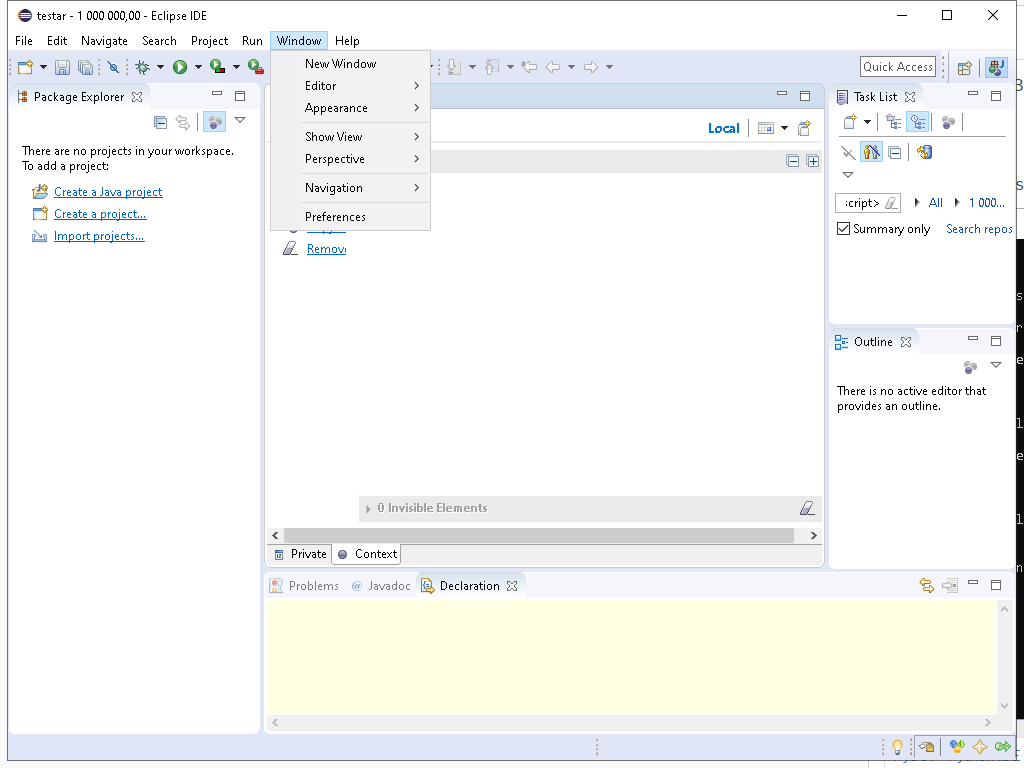 testar - 1 000 000,00 - Eclipse IDE
File Edit Navigate Search Project Run Window Help
Quick Access
New Window
Editor
Appearance
Show View
Perspective
Navigation
Preferences
Package Explorer
There are no projects in your workspace.
To add a project:
Create a Java project
Create a project...
Import projects...
Local
Remov
0 Invisible Elements
Private Context
Task List
:cript> All 1 000...
Summary only Search repos
Outline
There is no active editor that
provides an outline.
Problems @ Javadoc Declaration